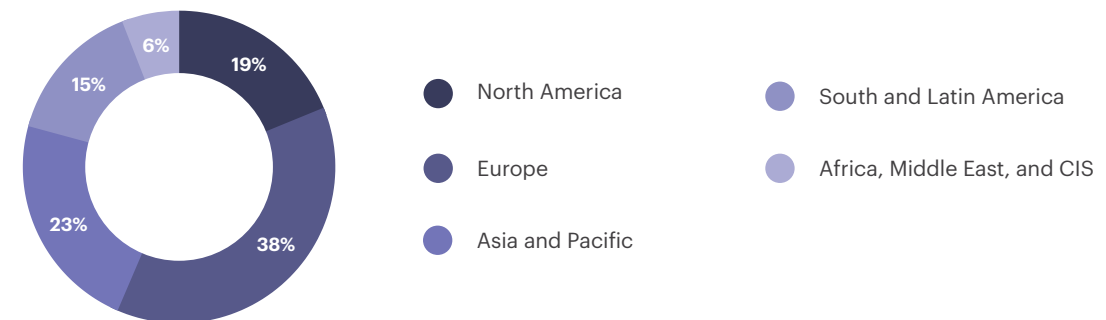 6%
19%
15%
23%
38%
North America
Europe
Asia and Pacific
South and Latin America
Africa, Middle East, and CIS